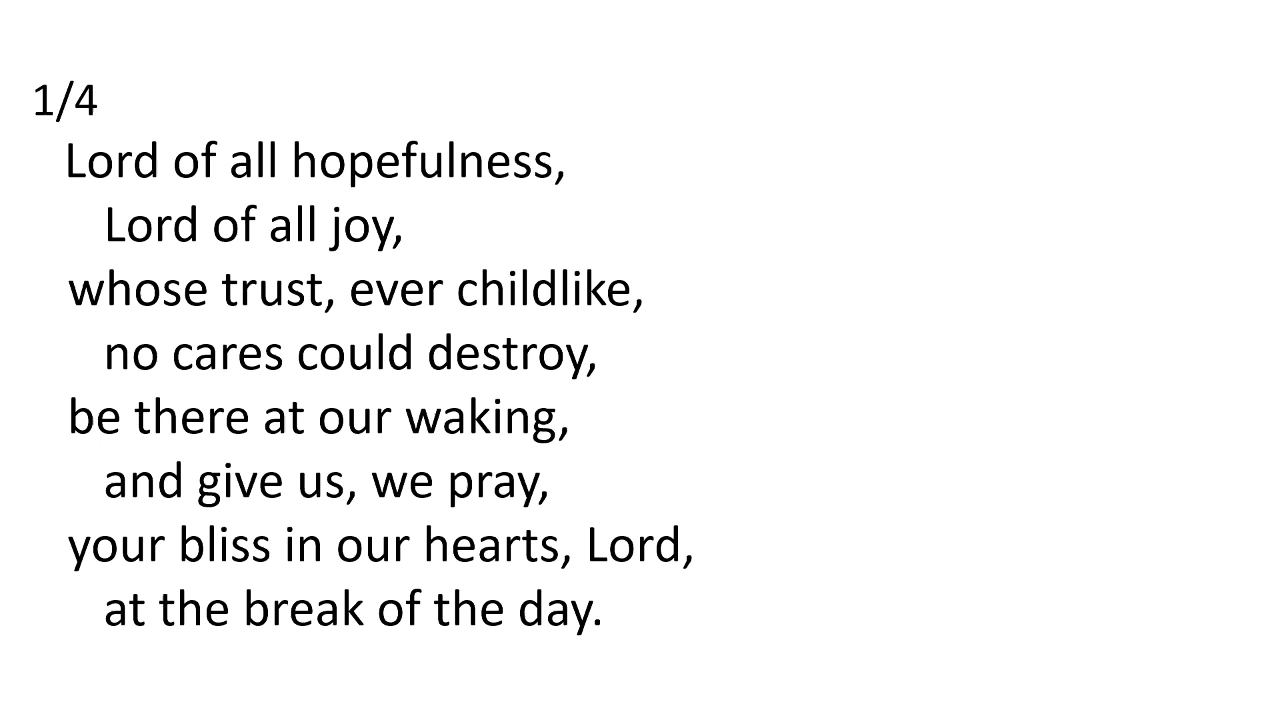 1/4
Lord of all hopefulness,
Lord of all joy,
whose trust, ever childlike,
no cares could destroy,
be there at our waking,
and give us, we pray,
your bliss in our hearts, Lord,
at the break of the day.